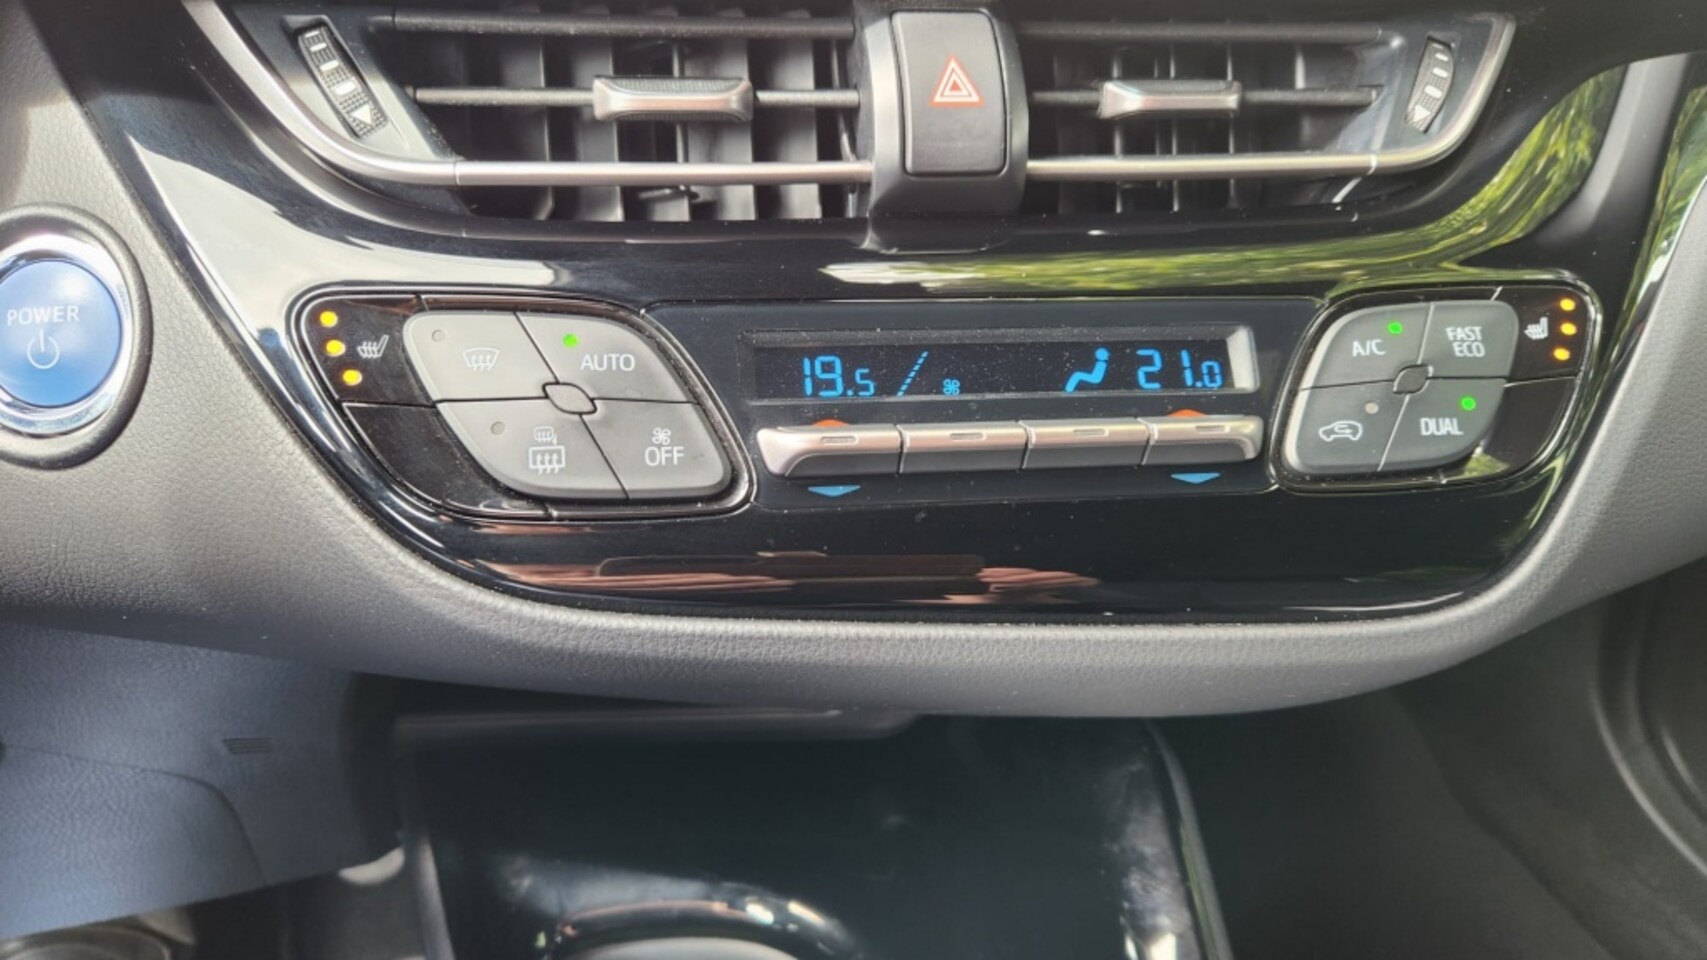 POWER
AUTO
OFF
19.5
21.0
A/C
FAST
ECO
DUAL